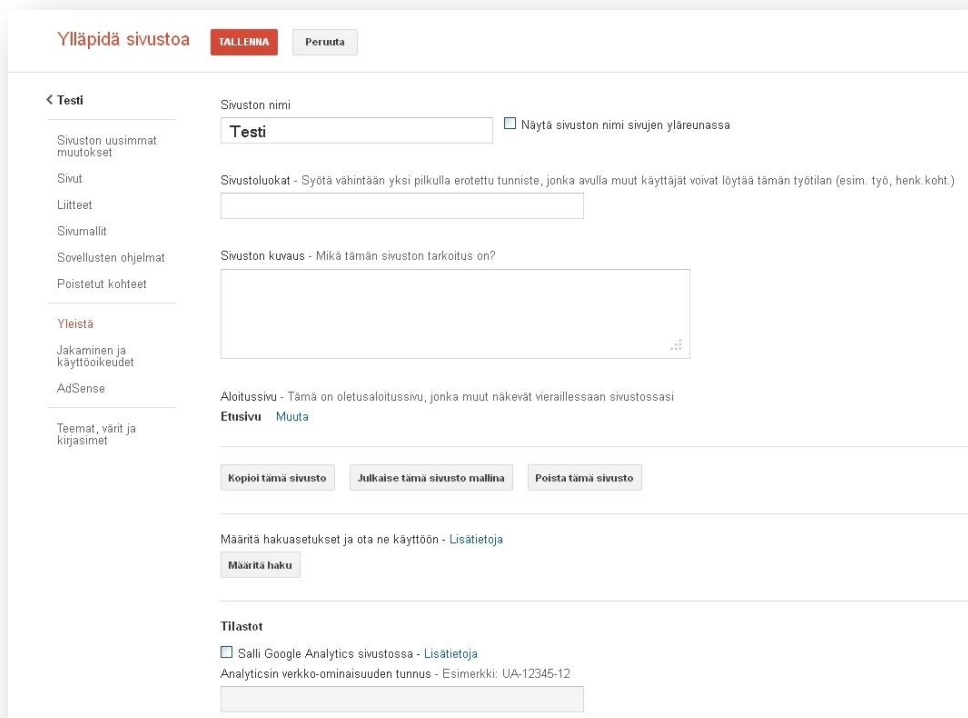 Ylläpidä sivustoa
TALLENNA
Peruuta
Testi
Sivuston uusimmat
muutokset
Sivut
Liitteet
Sivumallit
Sovellusten ohjelmat
Poistetut kohteet
Yleistä
Jakaminen ja
käyttöoikeudet
AdSense
Teemat, värit ja
kirjasimet
Sivuston nimi
Testi
Näytä sivuston nimi sivujen yläreunassa
Sivustoluokat - Syötä vähintään yksi pilkulla erotettu tunniste, jonka avulla muut käyttäjät voivat löytää tämän työtilan (esim. työ, henk.koht.)
Sivuston kuvaus - Mikä tämän sivuston tarkoitus on?
Aloitussivu - Tämä on oletusaloitussivu, jonka muut näkevät vieraillessaan sivustossasi
Etusivu Muuta
Kopioi tämä sivusto
Julkaise tämä sivusto mallina
Poista tämä sivusto
Määritä hakuasetukset ja ota ne käyttöön - Lisätietoja
Määritä haku
Tilastot
Salli Google Analytics sivustossa - Lisätietoja
Analyticsin verkko-ominaisuuden tunnus - Esimerkki: UA-12345-12